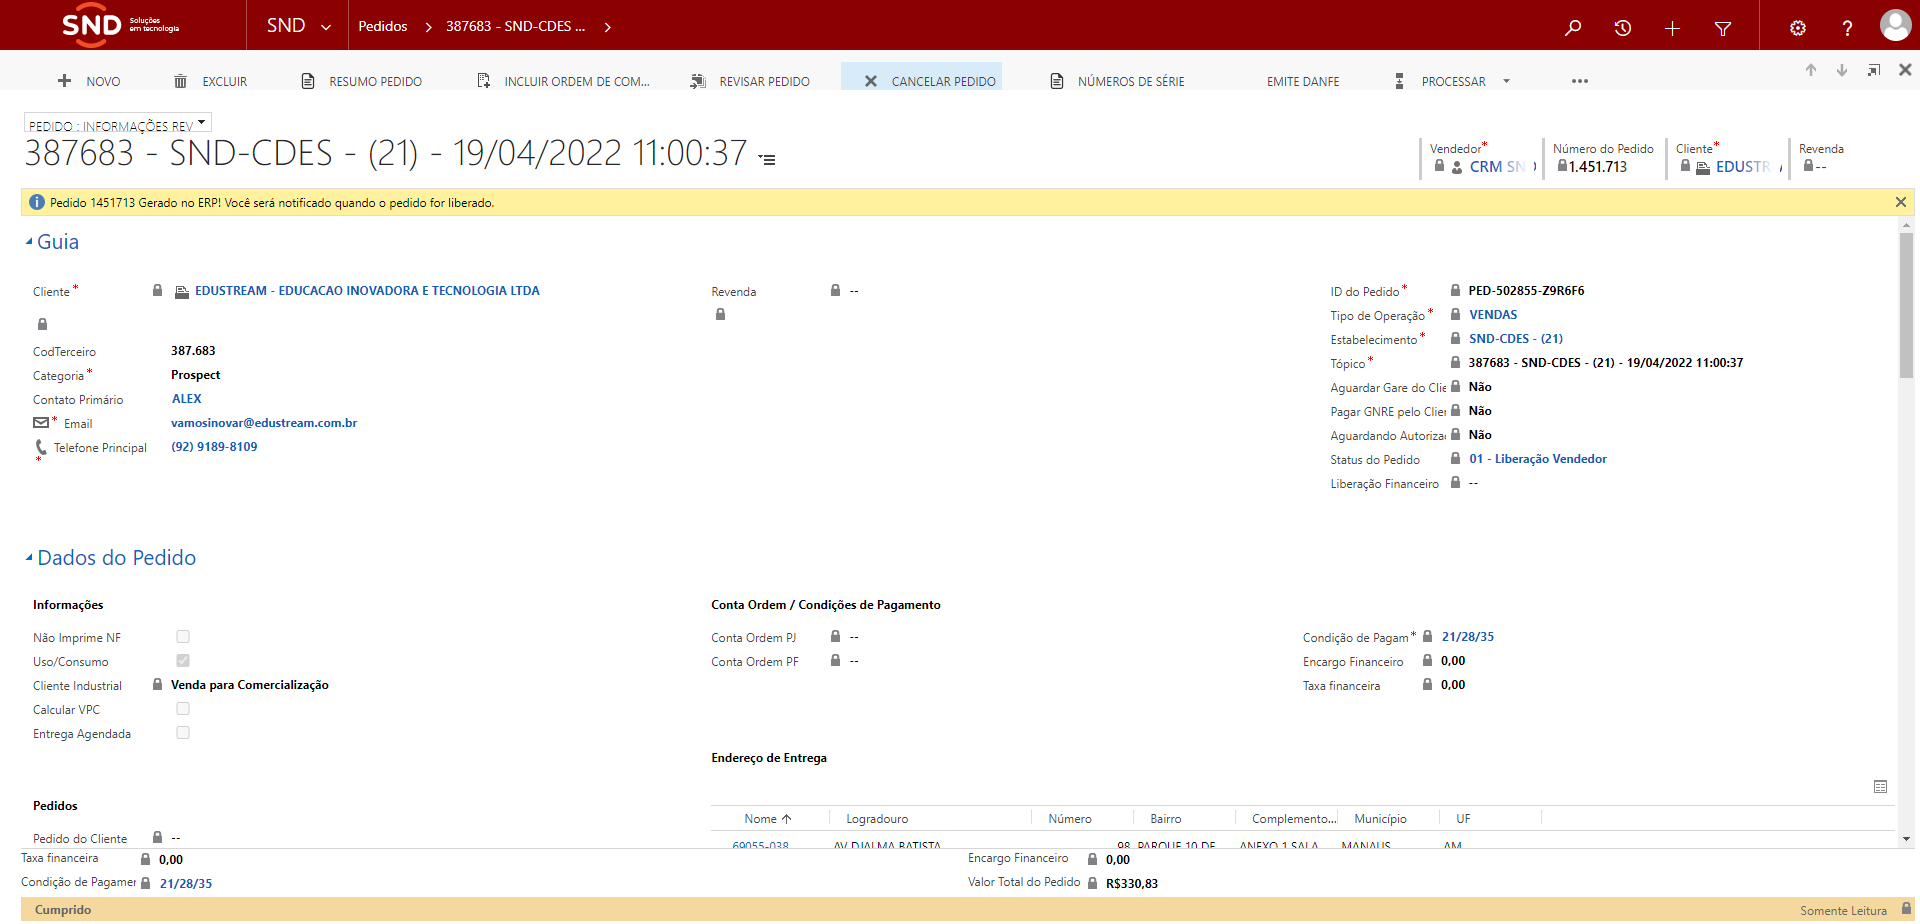 SND Soluções em tecnologia SND Pedidos 387683 - SND-CDES ...
NOVO EXCLUIR RESUMO PEDIDO INCLUIR ORDEM DE COM... REVISAR PEDIDO CANCELAR PEDIDO NÚMEROS DE SÉRIE EMITE DANFE PROCESSAR
PEDIDO : INFORMAÇÕES REV
387683 - SND-CDES - (21) - 19/04/2022 11:00:37
Vendedor* Número do Pedido Cliente* Revenda
CRM SN 1.451.713 EDUSTR --
Pedido 1451713 Gerado no ERP! Você será notificado quando o pedido for liberado.
Guia
Cliente* EDUSTREAM - EDUCACAO INOVADORA E TECNOLOGIA LTDA Revenda -- ID do Pedido* PED-502855-Z9R6F6
Tipo de Operação* VENDAS
Estabelecimento* SND-CDES - (21)
CodTerceiro 387.683 Tópico* 387683 - SND-CDES - (21) - 19/04/2022 11:00:37
Categoria* Prospect Aguardar Gare do Clie Não
Contato Primário ALEX Pagar GNRE pelo Clier Não
* Email vamosinovar@edustream.com.br Aguardando Autoriza Não
Telefone Principal * (92) 9189-8109 Status do Pedido 01 - Liberação Vendedor
Liberação Financeiro --
Dados do Pedido
Informações Conta Ordem / Condições de Pagamento
Não Imprime NF Conta Ordem PJ -- Condição de Pagam* 21/28/35
Uso/Consumo Conta Ordem PF -- Encargo Financeiro 0,00
Cliente Industrial Venda para Comercialização Taxa financeira 0,00
Calcular VPC
Entrega Agendada
Endereço de Entrega
Pedidos
Nome Logradouro Número Bairro Complemento... Município UF
Pedido do Cliente --
69055-038 AV DJALMA BATISTA 98 PARQUE 10 DE ANEXO 1 SALA MANAUS AM
Taxa financeira 0,00 Encargo Financeiro 0,00
Condição de Pagamer 21/28/35 Valor Total do Pedido R$330,83
Cumprido Somente Leitura